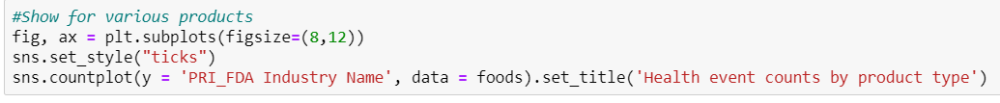 #Show for various products
fig, ax = plt.subplots(figsize=(8,12))
sns.set_style("ticks")
sns.countplot(y = 'PRI_FDA Industry Name', data = foods).set_title('Health event counts by product type')